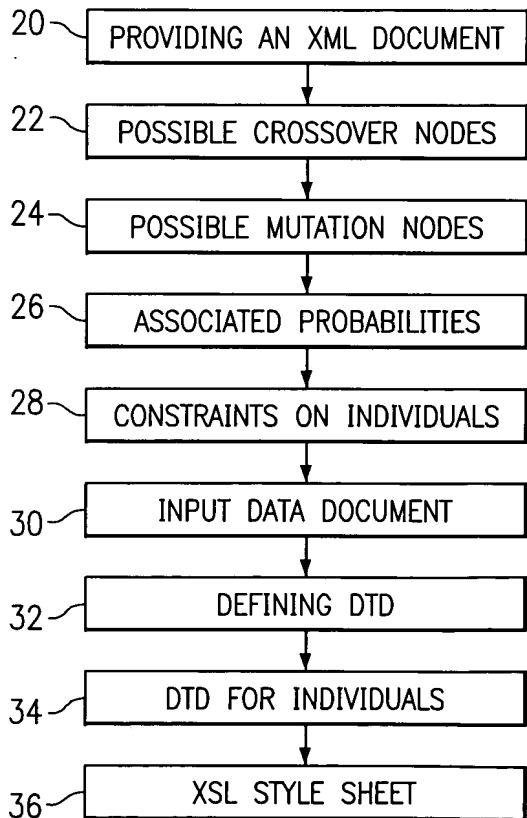 20 PROVIDING AN XML DOCUMENT
22 POSSIBLE CROSSOVER NODES
24 POSSIBLE MUTATION NODES
26 ASSOCIATED PROBABILITIES
28 CONSTRAINTS ON INDIVIDUALS
30 INPUT DATA DOCUMENT
32 DEFINING DTD
34 DTD FOR INDIVIDUALS
36 XSL STYLE SHEET